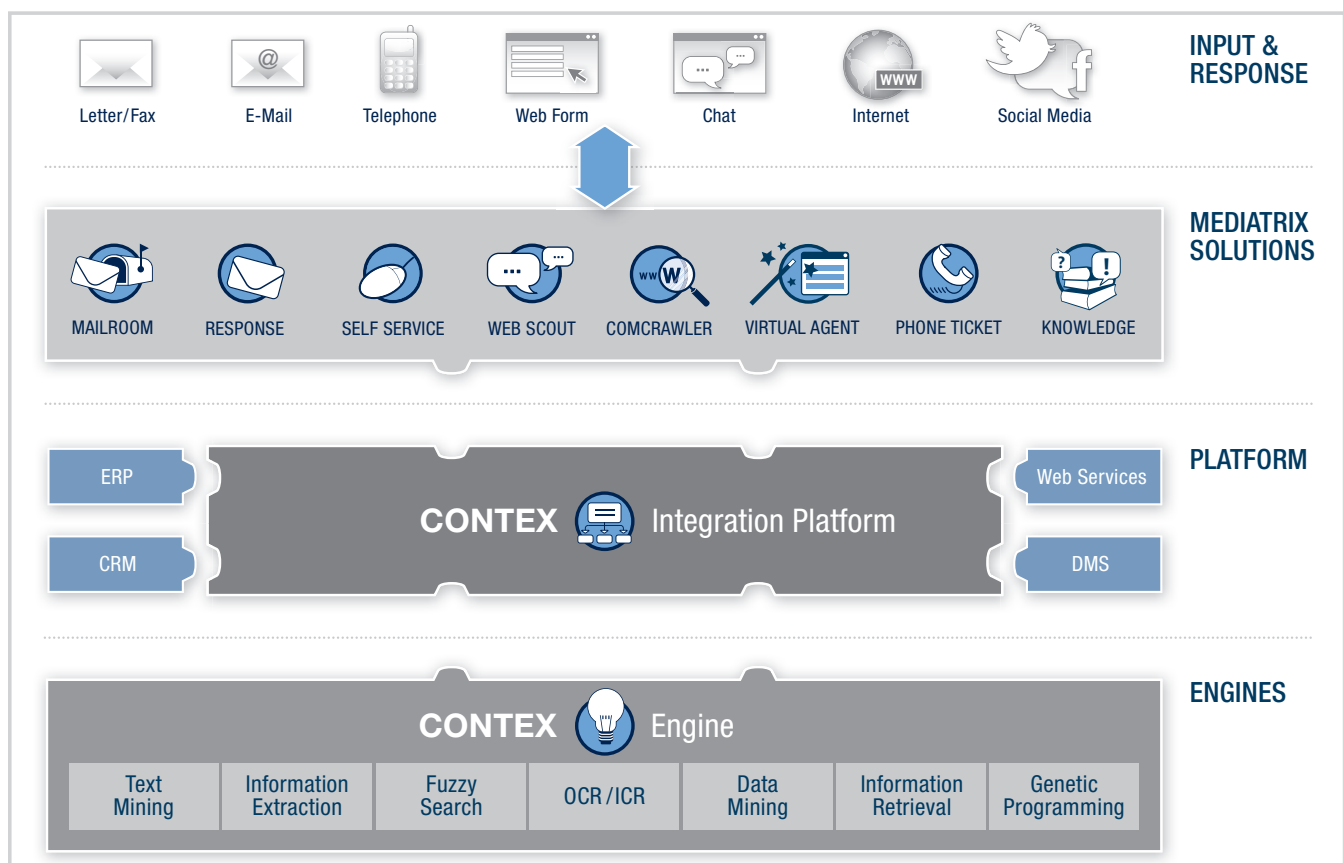 INPUT &
RESPONSE
@
...
...
WWW
f
Letter/Fax
E-Mail
Telephone
Web Form
Chat
Internet
Social Media
MEDIATRIX
SOLUTIONS
...
...
WW W
?
!
MAILROOM
RESPONSE
SELF SERVICE
WEB SCOUT
COMCRAWLER
VIRTUAL AGENT
PHONE TICKET
KNOWLEDGE
PLATFORM
ERP
CRM
CONTEX Integration Platform
Web Services
DMS
ENGINES
CONTEX Engine
Text
Mining
Information
Extraction
Fuzzy
Search
OCR/ICR
Data
Mining
Information
Retrieval
Genetic
Programming